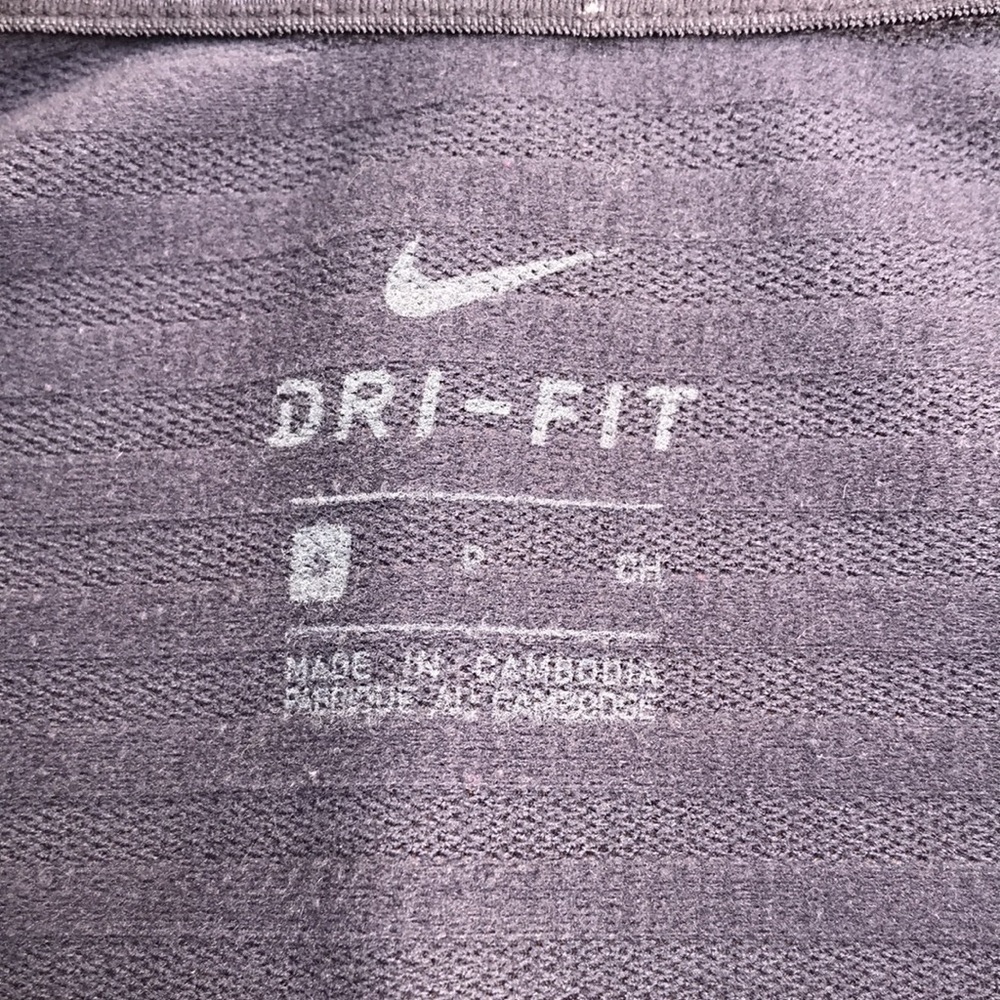 DRI-FIT
P CH
MADE IN CAMBODIA
FABRIQUE AU CAMBODGE